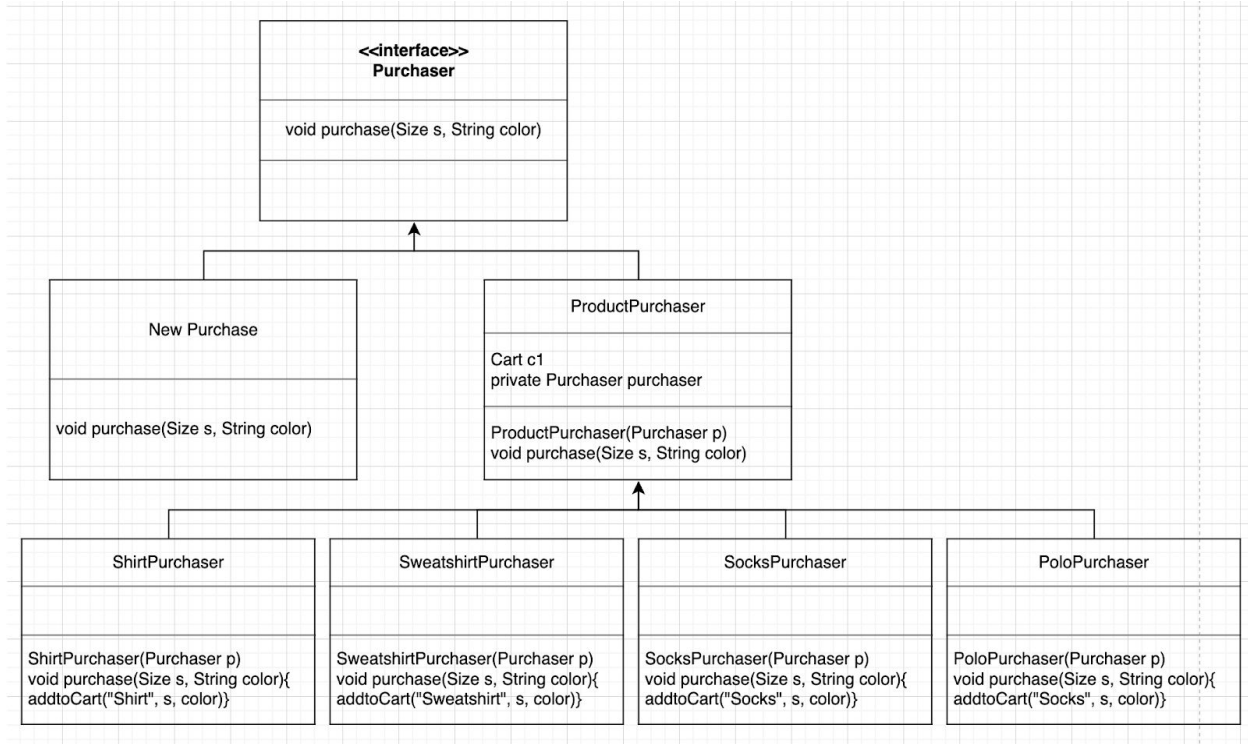 <<interface>>
Purchaser
void purchase(Size s, String color)
New Purchase
void purchase(Size s, String color)
ProductPurchaser
Cart c1
private Purchaser purchaser
ProductPurchaser(Purchaser p)
void purchase(Size s, String color)
ShirtPurchaser
ShirtPurchaser(Purchaser p)
void purchase(Size s, String color){
addtoCart("Shirt", s, color)}
SweatshirtPurchaser
SweatshirtPurchaser(Purchaser p)
void purchase(Size s, String color){
addtoCart("Sweatshirt", s, color)}
SocksPurchaser
SocksPurchaser(Purchaser p)
void purchase(Size s, String color){
addtoCart("Socks", s, color)}
PoloPurchaser
PoloPurchaser(Purchaser p)
void purchase(Size s, String color){
addtoCart("Socks", s, color)}